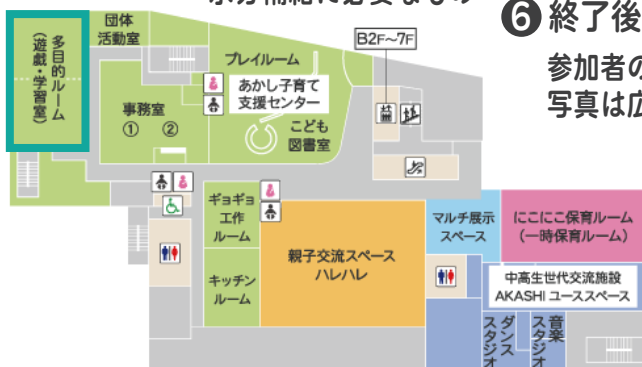 ❻終了後
参加者の
写真は広
団体
活動室
多目的ルーム
（遊戯・学習室）
プレイルーム
B2F～7F
あかし子育て
支援センター
事務室
① ②
こども
図書室
ギョギョ
工作
ルーム
マルチ展示
スペース
にこにこ保育ルーム
（一時保育ルーム）
親子交流スペース
ハレハレ
キッチン
ルーム
中高生世代交流施設
AKASHI ユーススペース
ダンス
スタジオ
音楽
スタジオ